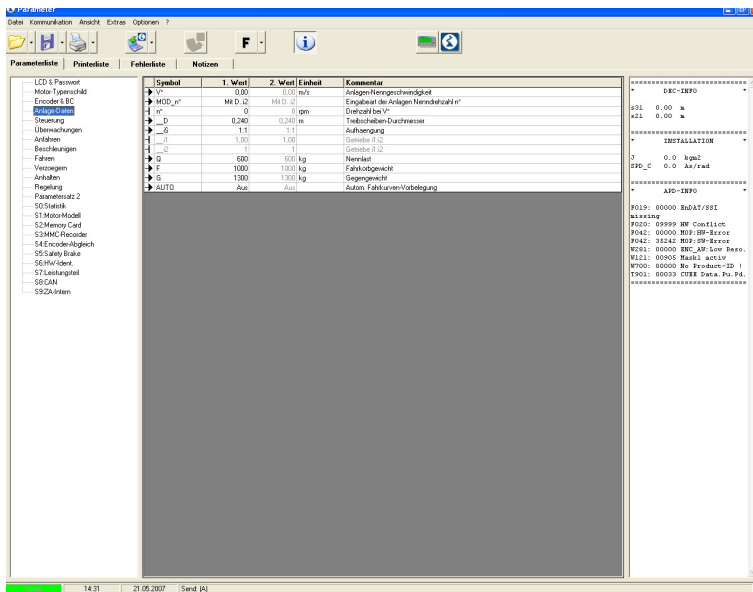 Parameter
Datei Kommunikation Ansicht Extras Optionen ?
F
Parameterliste Printerliste Fehlerliste Notizen
LCD & Passwort
Motor-Typenschild
Encoder & BC
Anlage-Daten
Steuerung
Überwachungen
Anfahren
Beschleunigen
Fahren
Verzoegern
Anhalten
Regelung
Parametersatz 2
S0:Statistik
S1:Motor-Modell
S2:Memory Card
S3:MMC-Recorder
S4:Encoder-Abgleich
S5:Safety Brake
S6:HW-Ident.
S7:Leistungsteil
S8:CAN
S9:ZA-Intern
Symbol 1. Wert 2. Wert Einheit Kommentar
V* 0,00 0,00 m/s Anlagen-Nenngeschwindigkeit
MOD_n* Mit D..i2 Mit D..i2 Eingabeart der Anlagen Nenndrehzahl n*
n* 0 0 rpm Drehzahl bei V*
__D 0,240 0,240 m Treibscheiben-Durchmesser
__iS 1:1 1:1 Aufhaengung
__i1 1,00 1,00 Getriebe i1:i2
__i2 1 1 Getriebe i1:i2
Q 600 600 kg Nennlast
F 1000 1000 kg Fahrkorbgewicht
G 1300 1300 kg Gegengewicht
AUTO Aus Aus Autom. Fahrkurven-Vorbelegung
============================
* DEC-INFO *
s31 0.00 m
s21 0.00 m
============================
* INSTALLATION *
J 0.0 kgm2
SPD_C 0.0 As/rad
============================
* APD-INFO *
F019: 00000 EnDAT/SSI
missing
F020: 09999 HW Conflict
F042: 00000 MOP:HW-Error
F042: 35242 MOP:SW-Error
W281: 00000 ENC_AW:Low Reso.
W121: 00905 Mask1 activ
W700: 00000 No Product-ID !
T901: 00033 CUBE Data.Pu.Pd.
============================
14:31 21.05.2007 Send: (A)